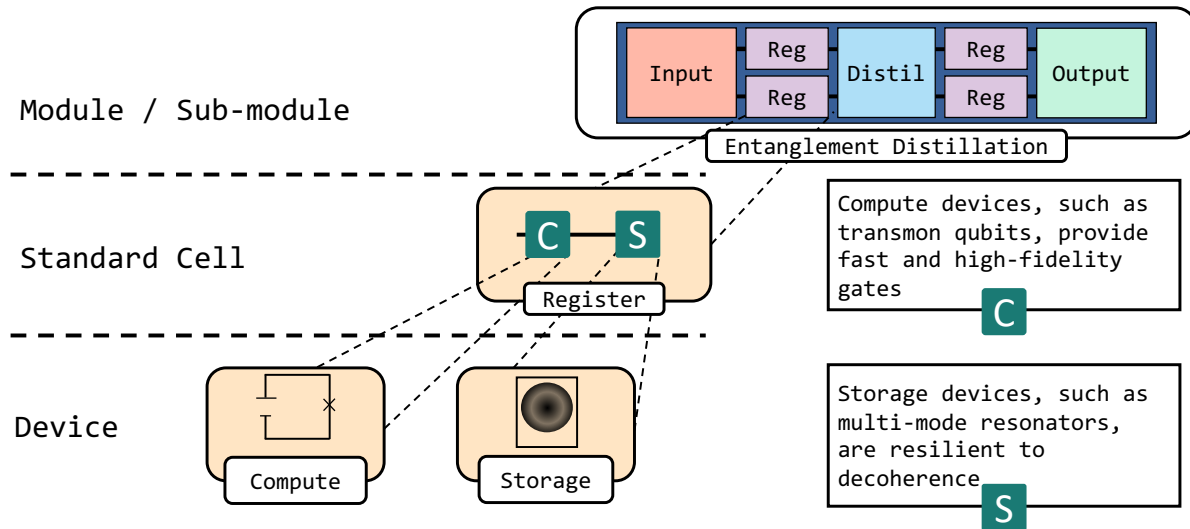 Input
Reg
Reg
Distil
Reg
Reg
Output
Module / Sub-module
Entanglement Distillation
Standard Cell
C
S
Register
Compute devices, such as
transmon qubits, provide
fast and high-fidelity
gates
C
Device
Compute
Storage
Storage devices, such as
multi-mode resonators,
are resilient to
decoherence
S